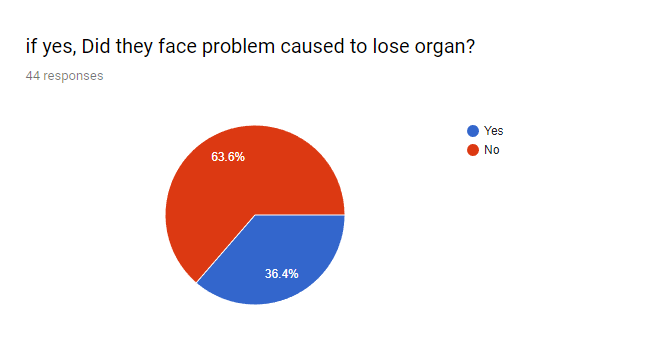 if yes, Did they face problem caused to lose organ?
44 responses
Yes
No
63.6%
36.4%